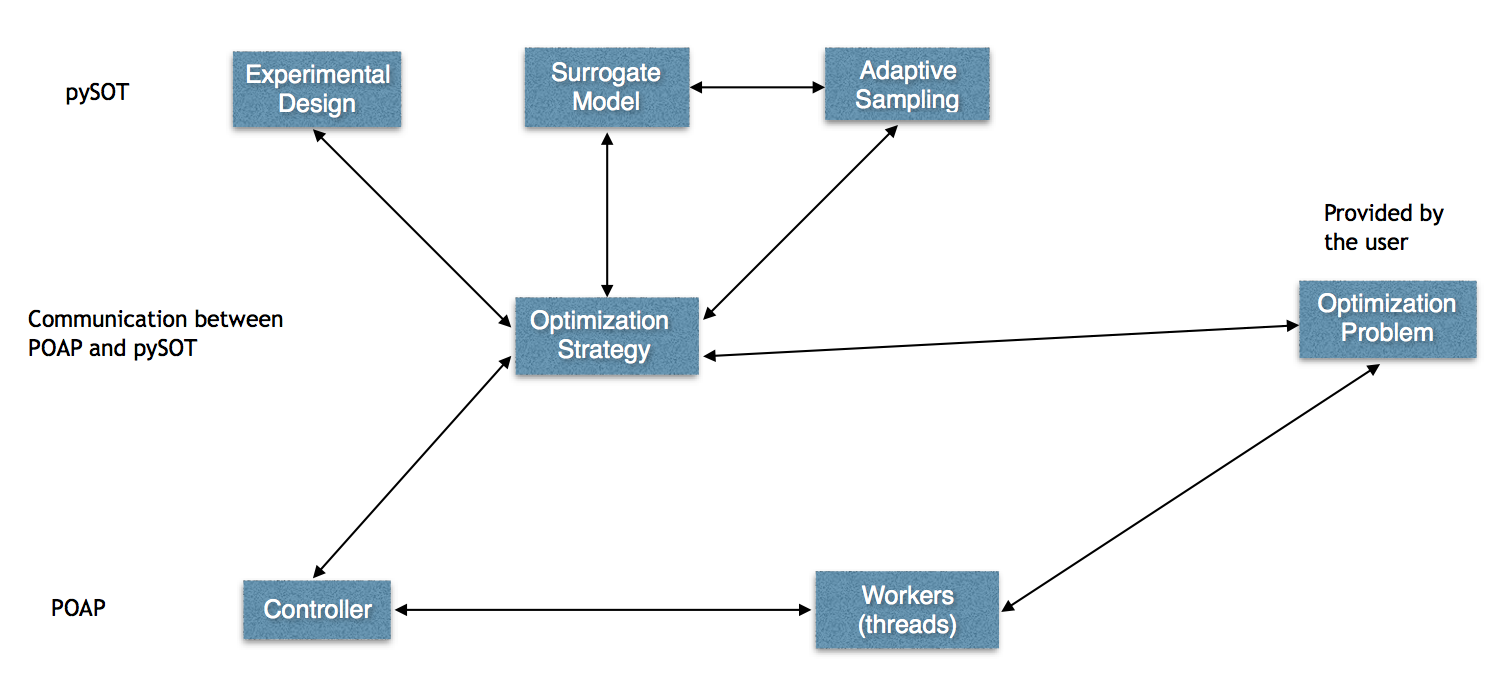 pySOT
Experimental
Design
Surrogate
Model
Adaptive
Sampling
Provided by
the user
Communication between
POAP and pySOT
Optimization
Strategy
Optimization
Problem
POAP
Controller
Workers
(threads)